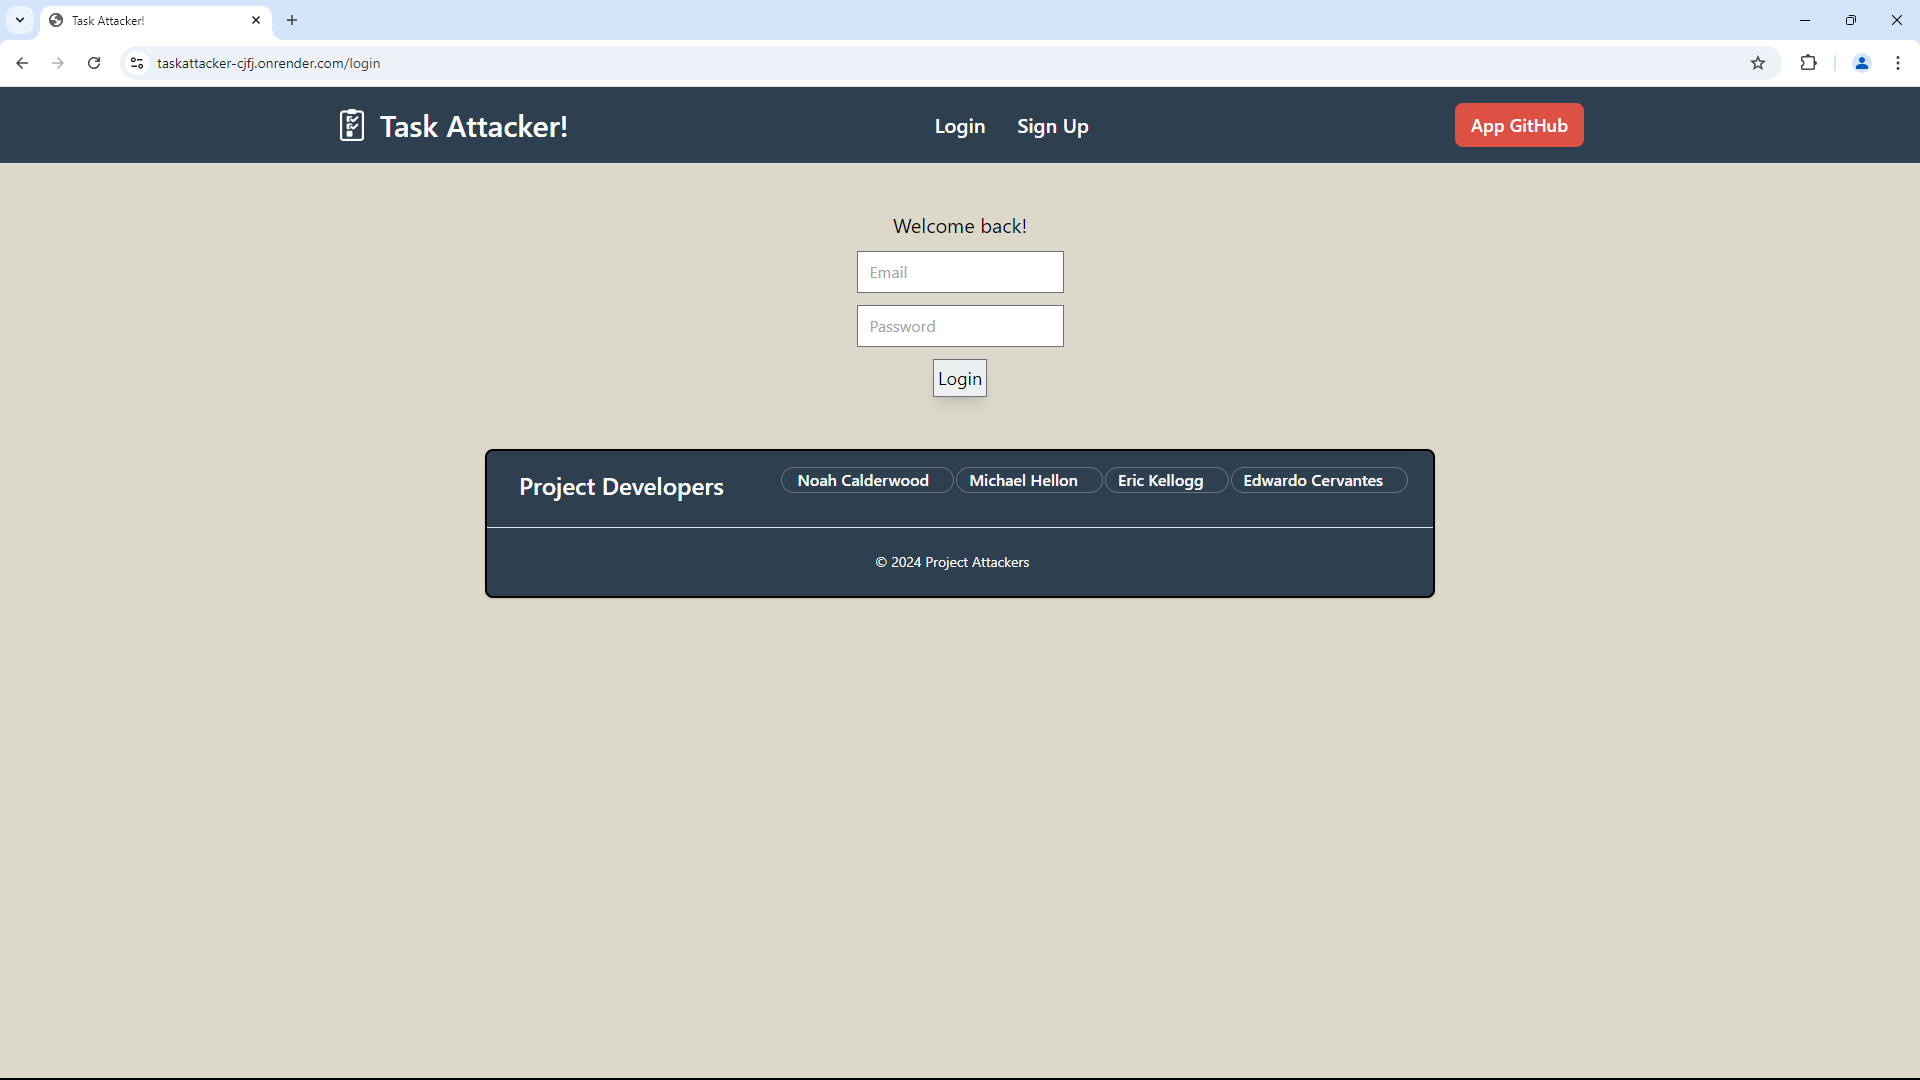 Task Attacker!
taskattacker-cjfj.onrender.com/login
Task Attacker!
Login
Sign Up
App GitHub
Welcome back!
Email
Password
Login
Project Developers
Noah Calderwood
Michael Hellon
Eric Kellogg
Edwardo Cervantes
© 2024 Project Attackers